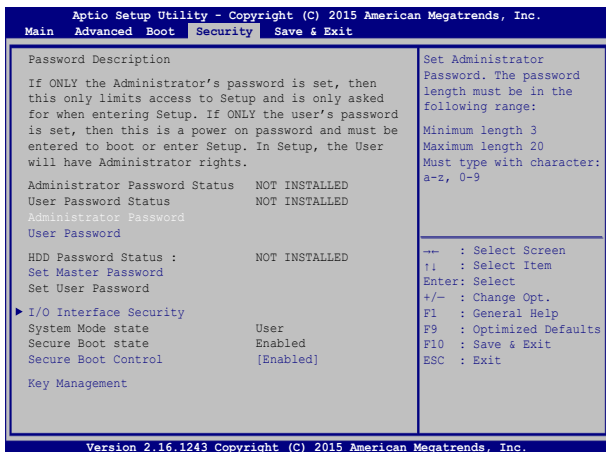 Aptio Setup Utility - Copyright (C) 2015 American Megatrends, Inc.
Main Advanced Boot Security Save & Exit
Password Description
If ONLY the Administrator's password is set, then
this only limits access to Setup and is only asked
for when entering Setup. If ONLY the user's password
is set, then this is a power on password and must be
entered to boot or enter Setup. In Setup, the User
will have Administrator rights.
Administrator Password Status NOT INSTALLED
User Password Status NOT INSTALLED
Administrator Password
User Password
HDD Password Status : NOT INSTALLED
Set Master Password
Set User Password
I/O Interface Security
System Mode state User
Secure Boot state Enabled
Secure Boot Control [Enabled]
Key Management
Set Administrator
Password. The password
length must be in the
following range:
Minimum length 3
Maximum length 20
Must type with character:
a-z, 0-9
→← : Select Screen
↑↓ : Select Item
Enter: Select
+/— : Change Opt.
F1 : General Help
F9 : Optimized Defaults
F10 : Save & Exit
ESC : Exit
Version 2.16.1243 Copyright (C) 2015 American Megatrends, Inc.